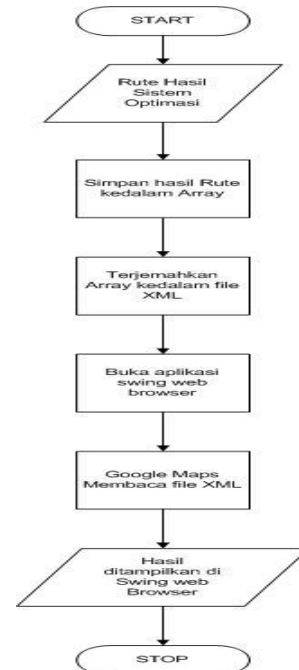 START
Rute Hasil
Sistem
Optimasi
Simpan hasil Rute
kedalam Array
Terjemahkan
Array kedalam file
XML
Buka aplikasi
swing web
browser
Google Maps
Membaca file XML
Hasil
ditampilkan di
Swing web
Browser
STOP